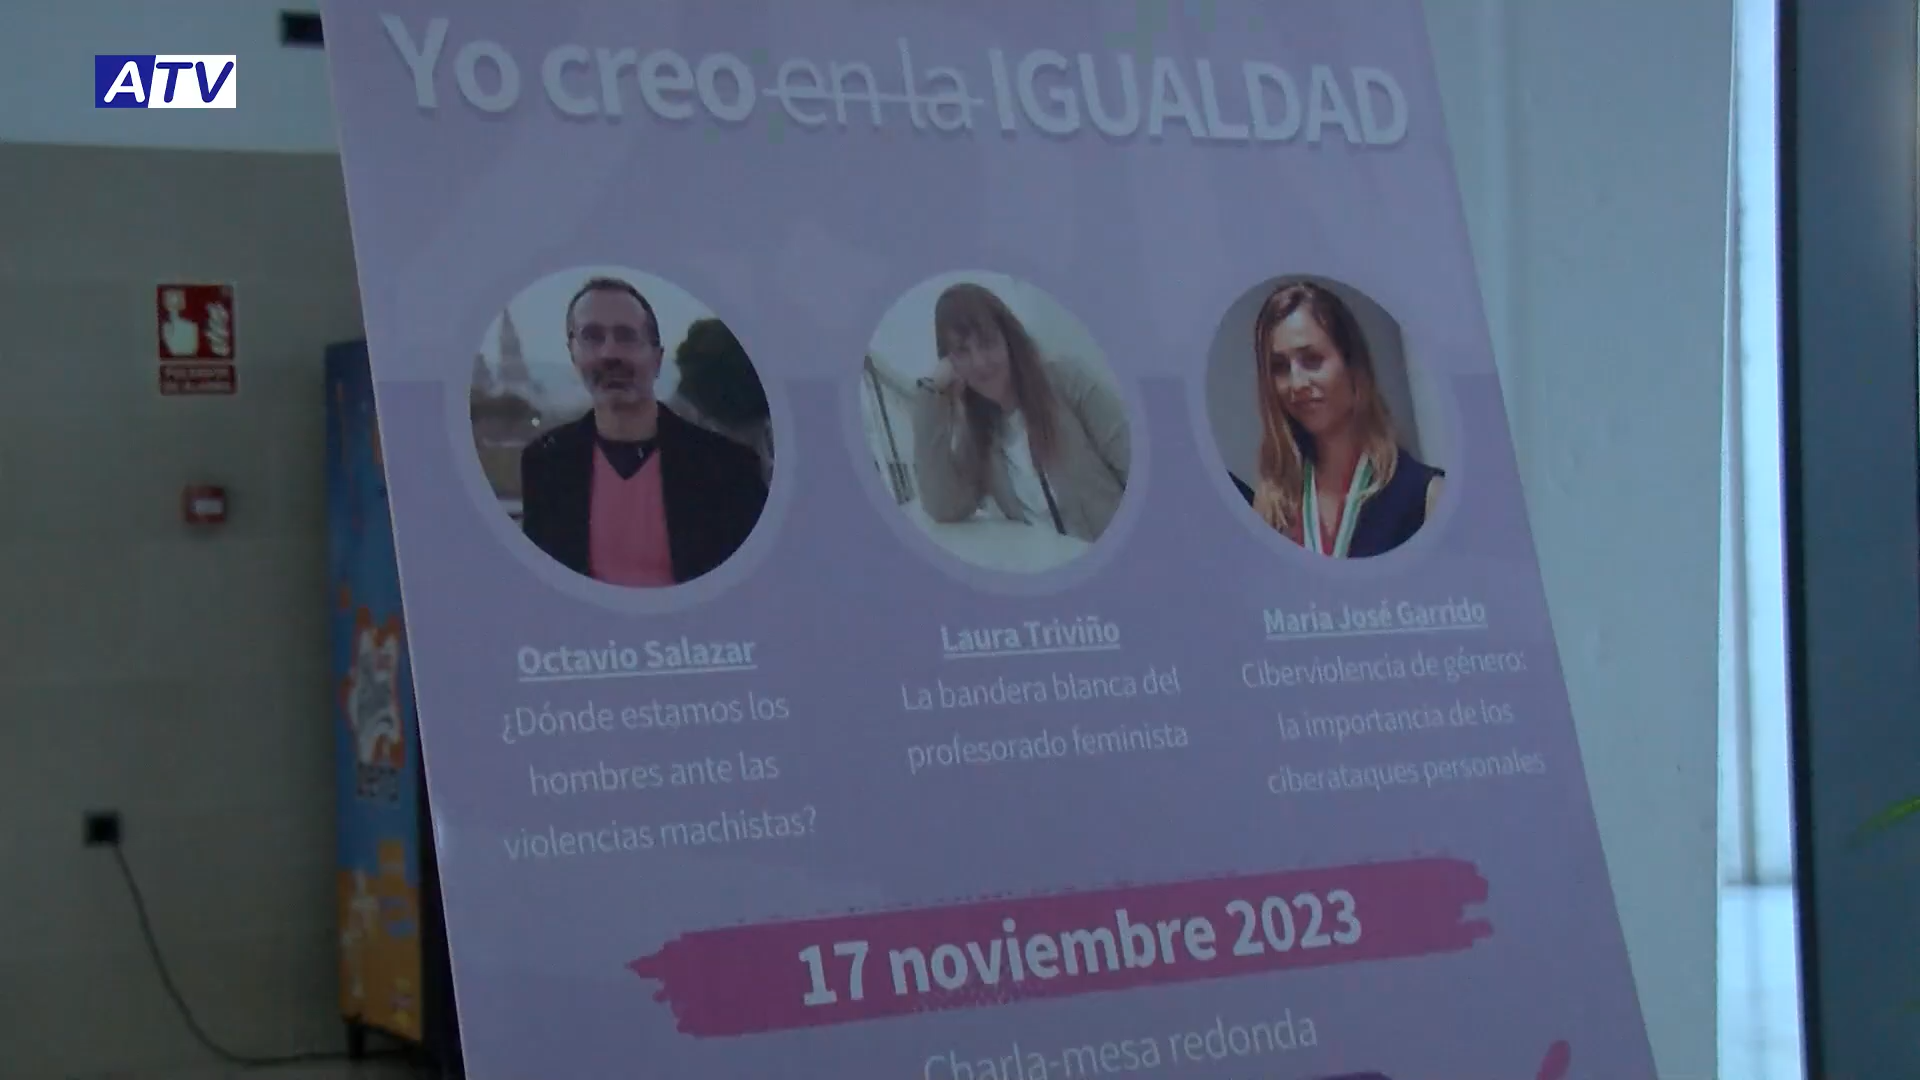 ATV
Yo creo en la IGUALDAD
Octavio Salazar
¿Dónde estamos los
hombres ante las
violencias machistas?
Laura Triviño
La bandera blanca del
profesorado feminista
María José Garrido
Ciberviolencia de género:
la importancia de los
ciberataques personales
17 noviembre 2023
Charla-mesa redonda